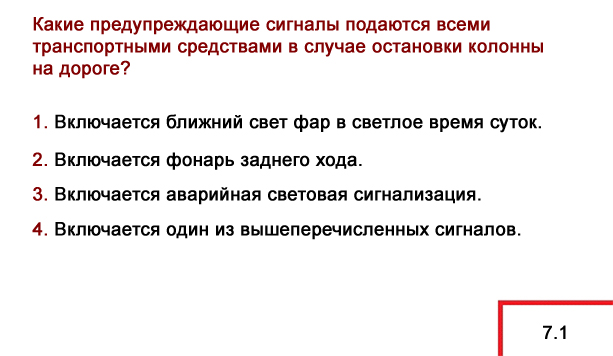 Какие предупреждающие сигналы подаются всеми
транспортными средствами в случае остановки колонны
на дороге?
1. Включается ближний свет фар в светлое время суток.
2. Включается фонарь заднего хода.
3. Включается аварийная световая сигнализация.
4. Включается один из вышеперечисленных сигналов.
7.1